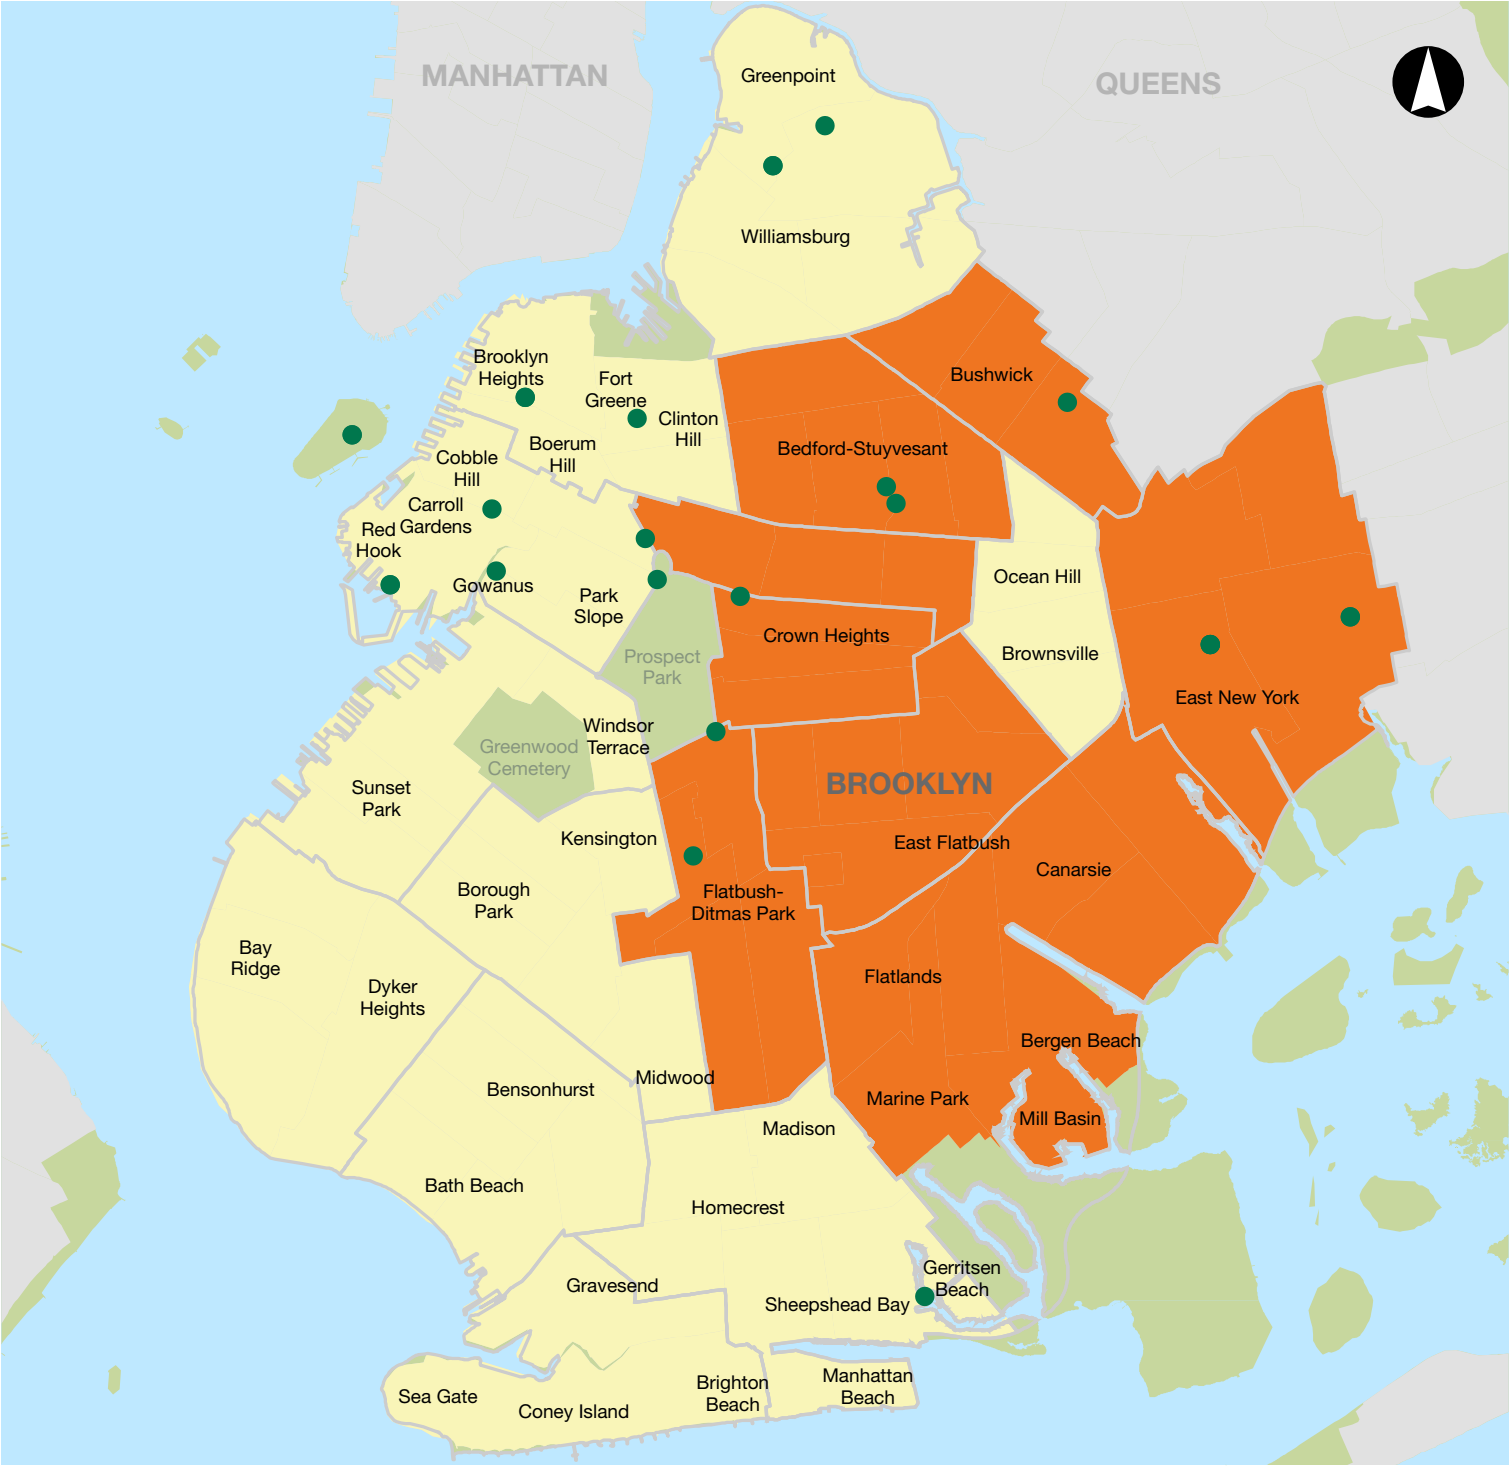 MANHATTAN
Greenpoint
QUEENS
Williamsburg
Brooklyn
Heights
Fort
Greene
Bushwick
Clinton
Hill
Boerum
Hill
Bedford-Stuyvesant
Cobble
Hill
Carroll
Gardens
Red
Hook
Gowanus
Ocean Hill
Park
Slope
Crown Heights
Prospect
Park
Brownsville
East New York
Windsor
Terrace
Greenwood
Cemetery
BROOKLYN
Sunset
Park
Kensington
East Flatbush
Canarsie
Borough
Park
Flatbush-
Ditmas Park
Bay
Ridge
Flatlands
Dyker
Heights
Bergen Beach
Midwood
Bensonhurst
Marine Park
Mill Basin
Madison
Bath Beach
Homecrest
Gerritsen
Beach
Gravesend
Sheepshead Bay
Manhattan
Beach
Brighton
Beach
Sea Gate
Coney Island